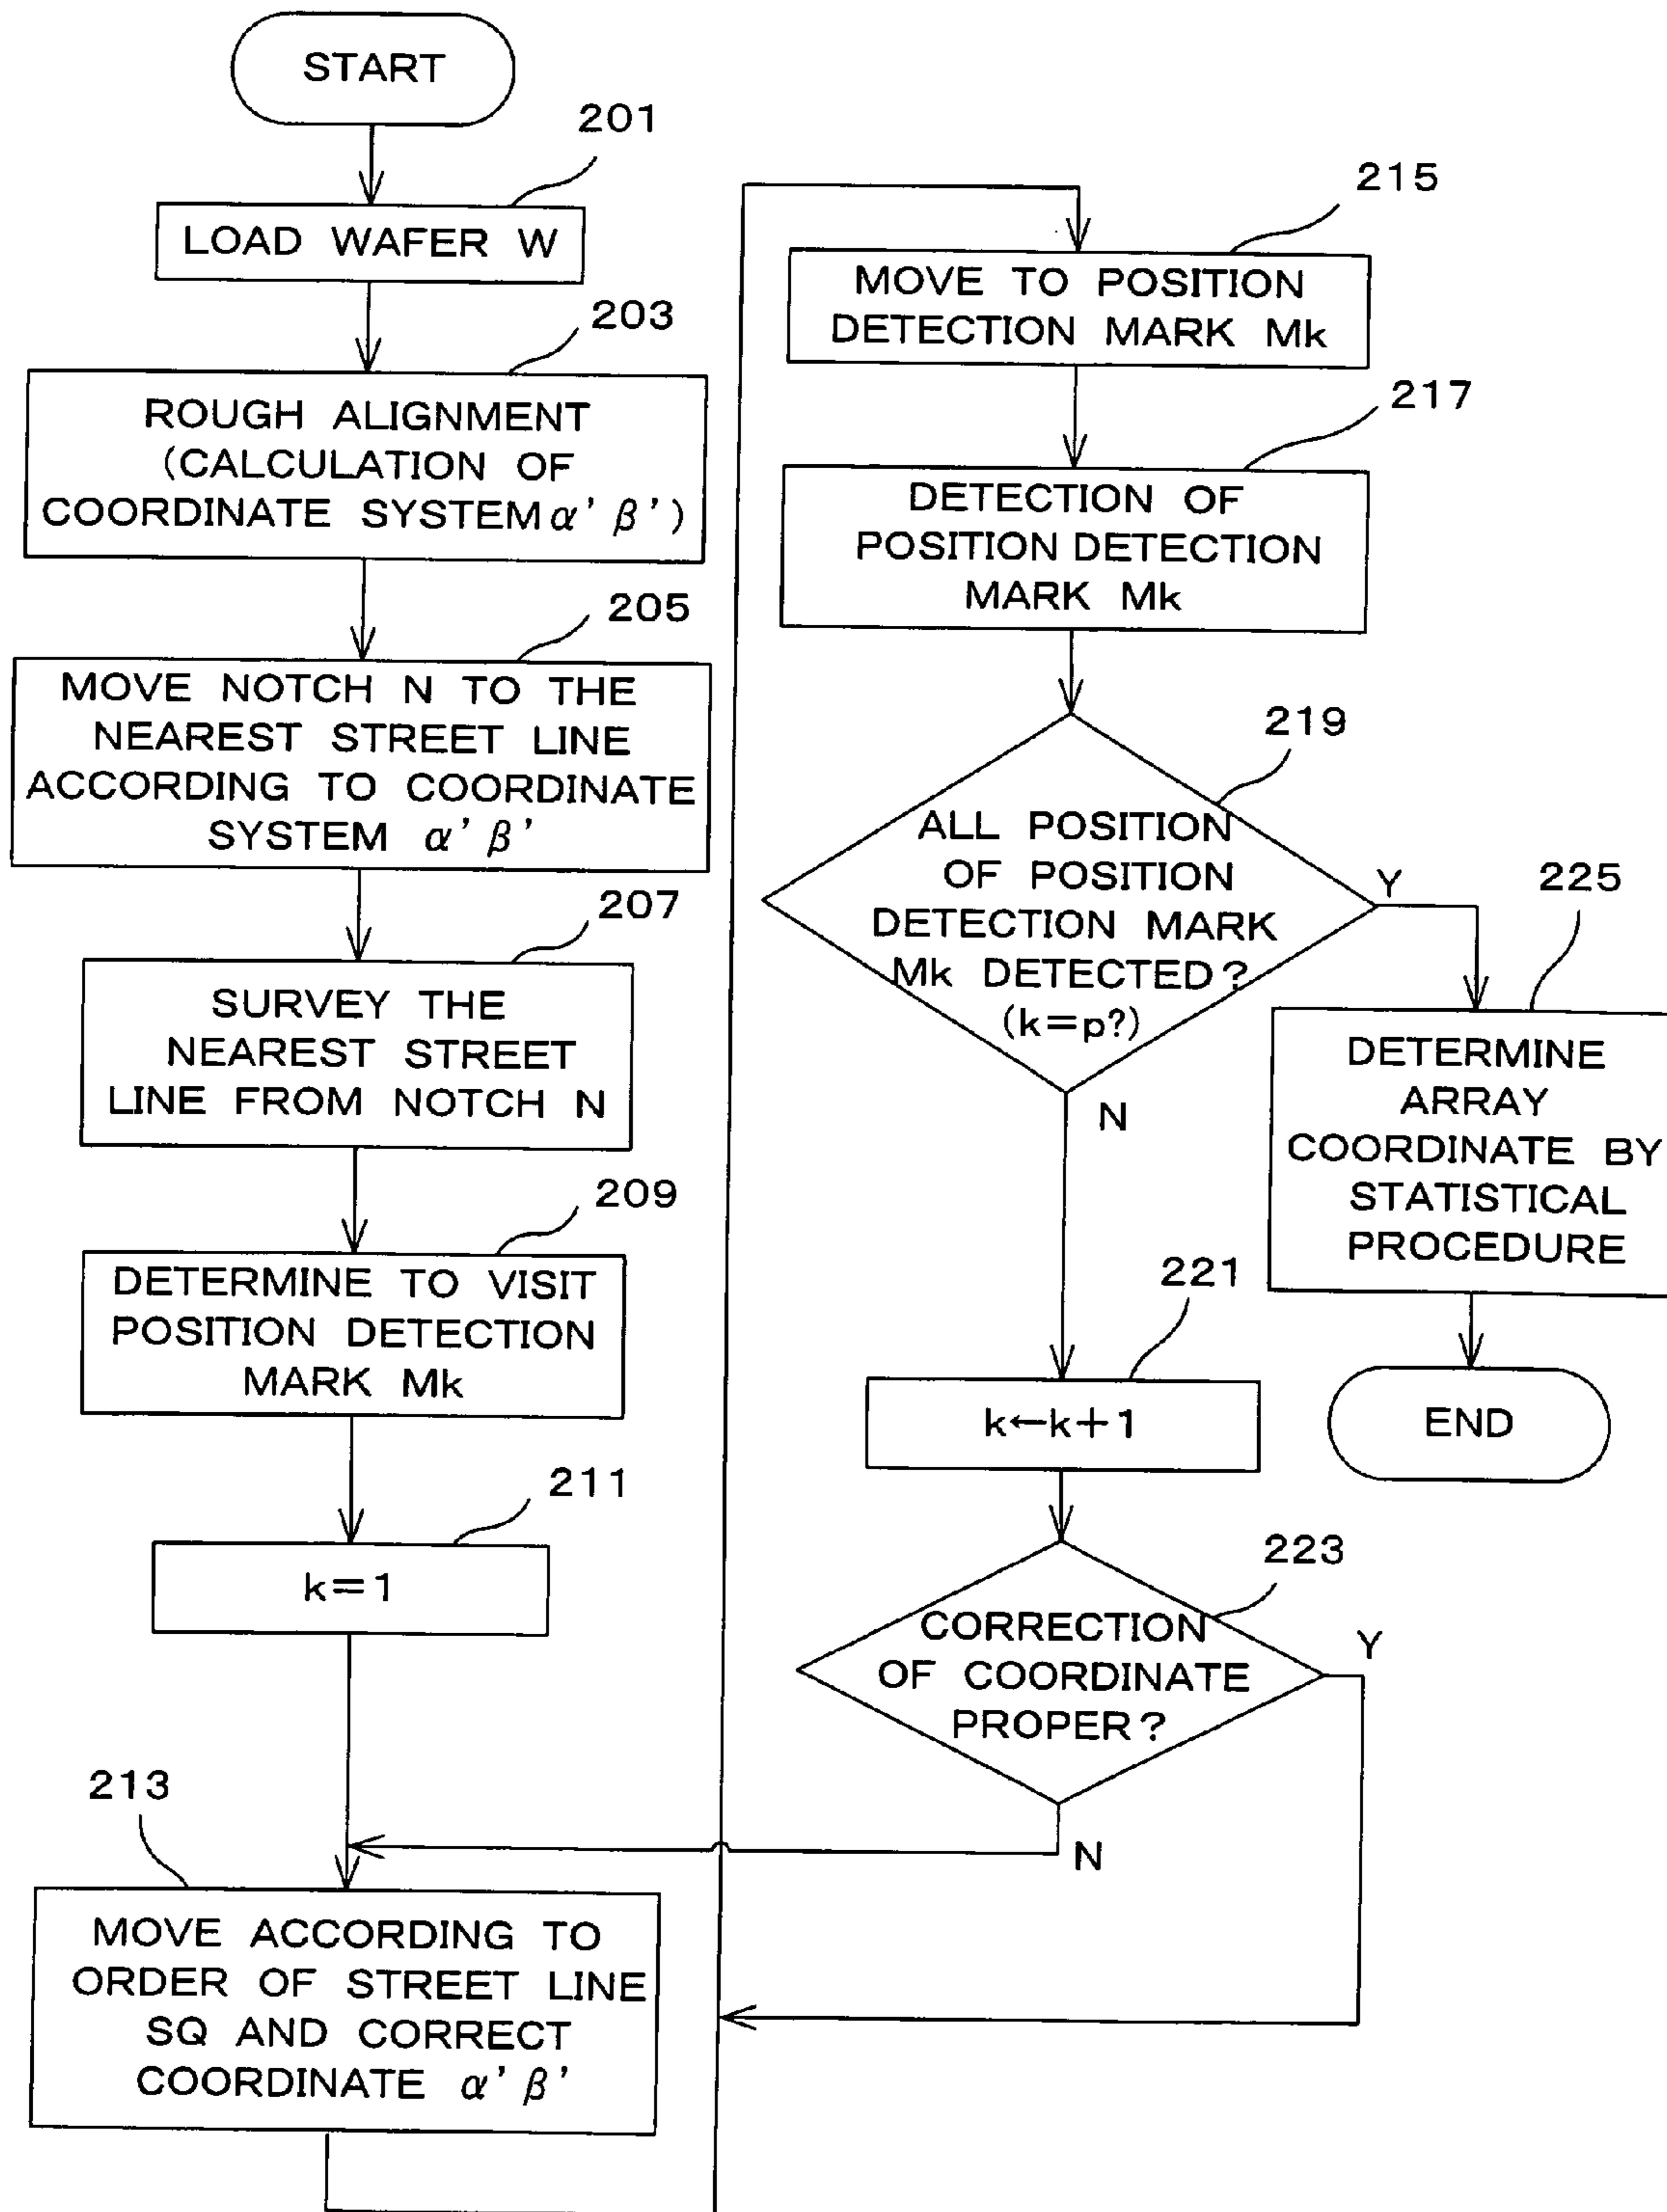 START
201
LOAD WAFER W
203
ROUGH ALIGNMENT
(CALCULATION OF
COORDINATE SYSTEM α' β')
205
MOVE NOTCH N TO THE
NEAREST STREET LINE
ACCORDING TO COORDINATE
SYSTEM α' β'
207
SURVEY THE
NEAREST STREET
LINE FROM NOTCH N
209
DETERMINE TO VISIT
POSITION DETECTION
MARK Mk
211
k=1
213
MOVE ACCORDING TO
ORDER OF STREET LINE
SQ AND CORRECT
COORDINATE α' β'
215
MOVE TO POSITION
DETECTION MARK Mk
217
DETECTION OF
POSITION DETECTION
MARK Mk
219
ALL POSITION
OF POSITION
DETECTION MARK
Mk DETECTED?
(k=p?)
Y
N
221
k←k+1
223
CORRECTION
OF COORDINATE
PROPER?
Y
N
225
DETERMINE
ARRAY
COORDINATE BY
STATISTICAL
PROCEDURE
END